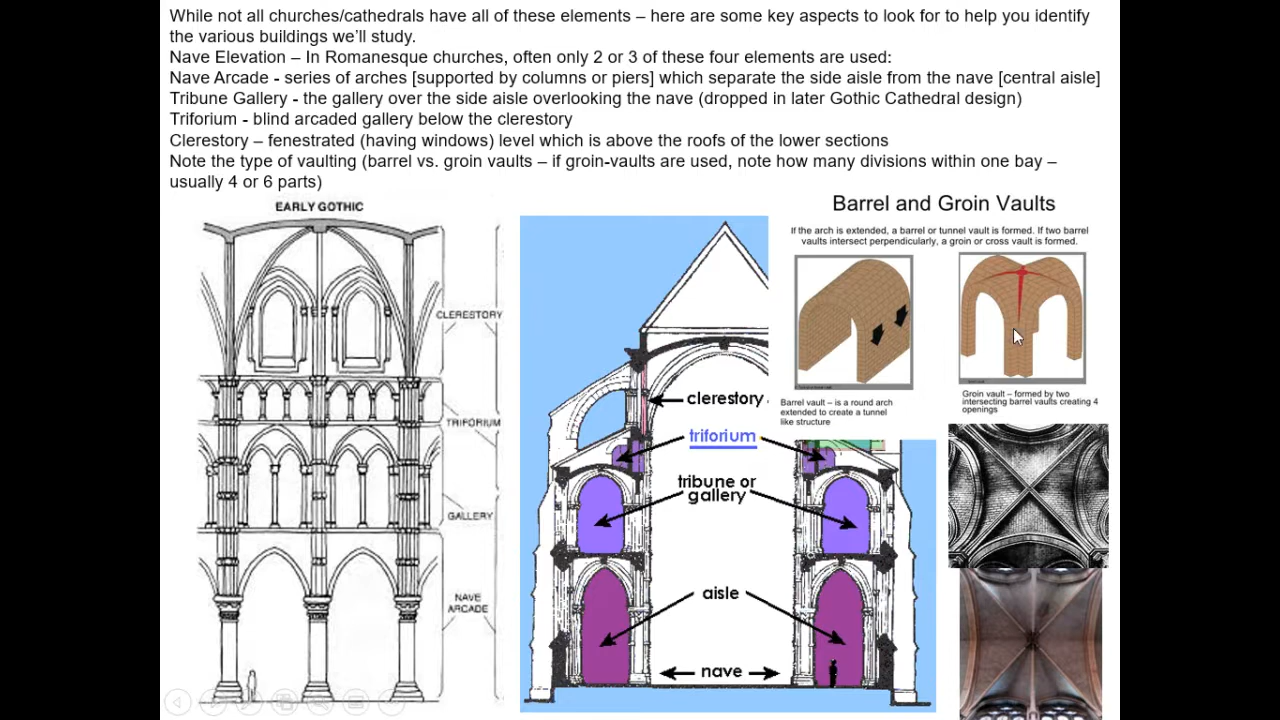 While not all churches/cathedrals have all of these elements – here are some key aspects to look for to help you identify
the various buildings we'll study.
Nave Elevation – In Romanesque churches, often only 2 or 3 of these four elements are used:
Nave Arcade - series of arches [supported by columns or piers] which separate the side aisle from the nave [central aisle]
Tribune Gallery - the gallery over the side aisle overlooking the nave (dropped in later Gothic Cathedral design)
Triforium - blind arcaded gallery below the clerestory
Clerestory – fenestrated (having windows) level which is above the roofs of the lower sections
Note the type of vaulting (barrel vs. groin vaults – if groin-vaults are used, note how many divisions within one bay –
usually 4 or 6 parts)
EARLY GOTHIC
CLERESTORY
TRIFORIUM
GALLERY
NAVE
ARCADE
clerestory
triforium
tribune or
gallery
aisle
nave
Barrel and Groin Vaults
If the arch is extended, a barrel or tunnel vault is formed. If two barrel
vaults intersect perpendicularly, a groin or cross vault is formed.
Barrel vault – is a round arch
extended to create a tunnel
like structure
Groin vault – formed by two
intersecting barrel vaults creating 4
openings